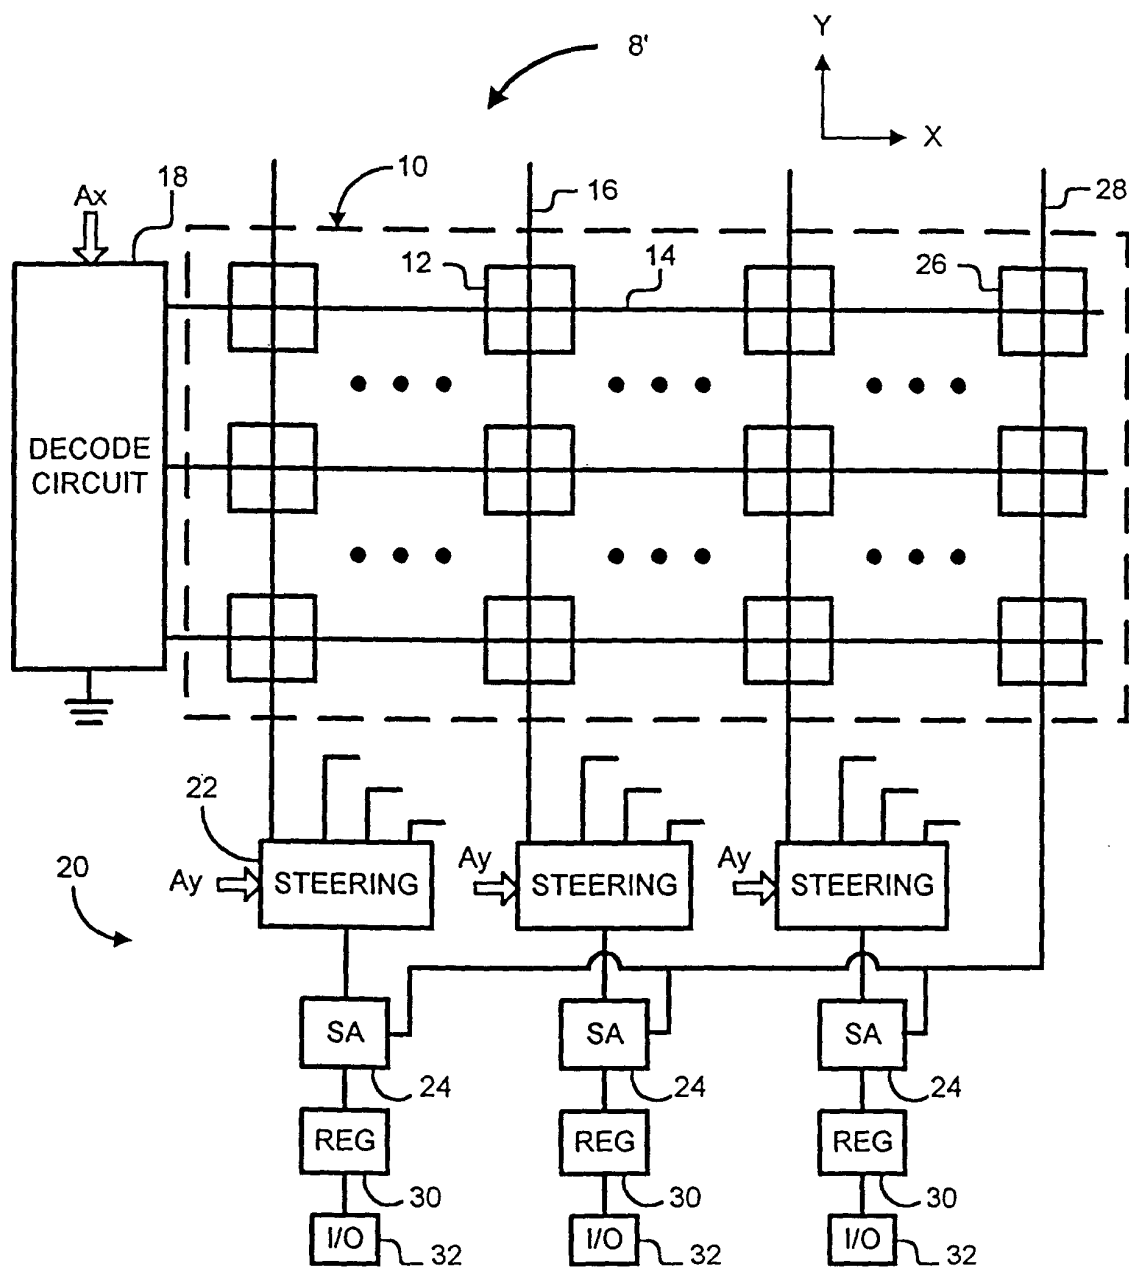 Y
8'
X
10
18
Ax
16
28
12
14
26
DECODE
CIRCUIT
22
Ay
STEERING
Ay
STEERING
Ay
STEERING
20
SA
SA
SA
24
24
24
REG
REG
REG
30
30
30
I/O
32
I/O
32
I/O
32